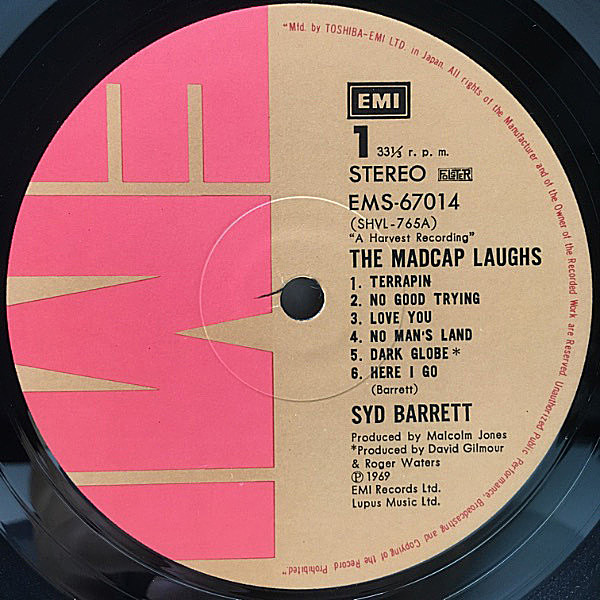 "Mfd. by TOSHIBA-EMI LTD. in Japan. All rights of the Manufacturer and of the Owner of the Recorded Work are Reserved. Unauthorized Public Performance, Broadcasting and Copying of the Record Prohibited."
EMI
1 33⅓ r. p. m.
STEREO
EMS-67014
(SHVL-765A)
"A Harvest Recording"
THE MADCAP LAUGHS
1. TERRAPIN
2. NO GOOD TRYING
3. LOVE YOU
4. NO MAN'S LAND
5. DARK GLOBE*
6. HERE I GO
(Barrett)
SYD BARRETT
Produced by Malcolm Jones
*Produced by David Gilmour
& Roger Waters
Ⓟ 1969
EMI Records Ltd.
Lupus Music Ltd.
EMI